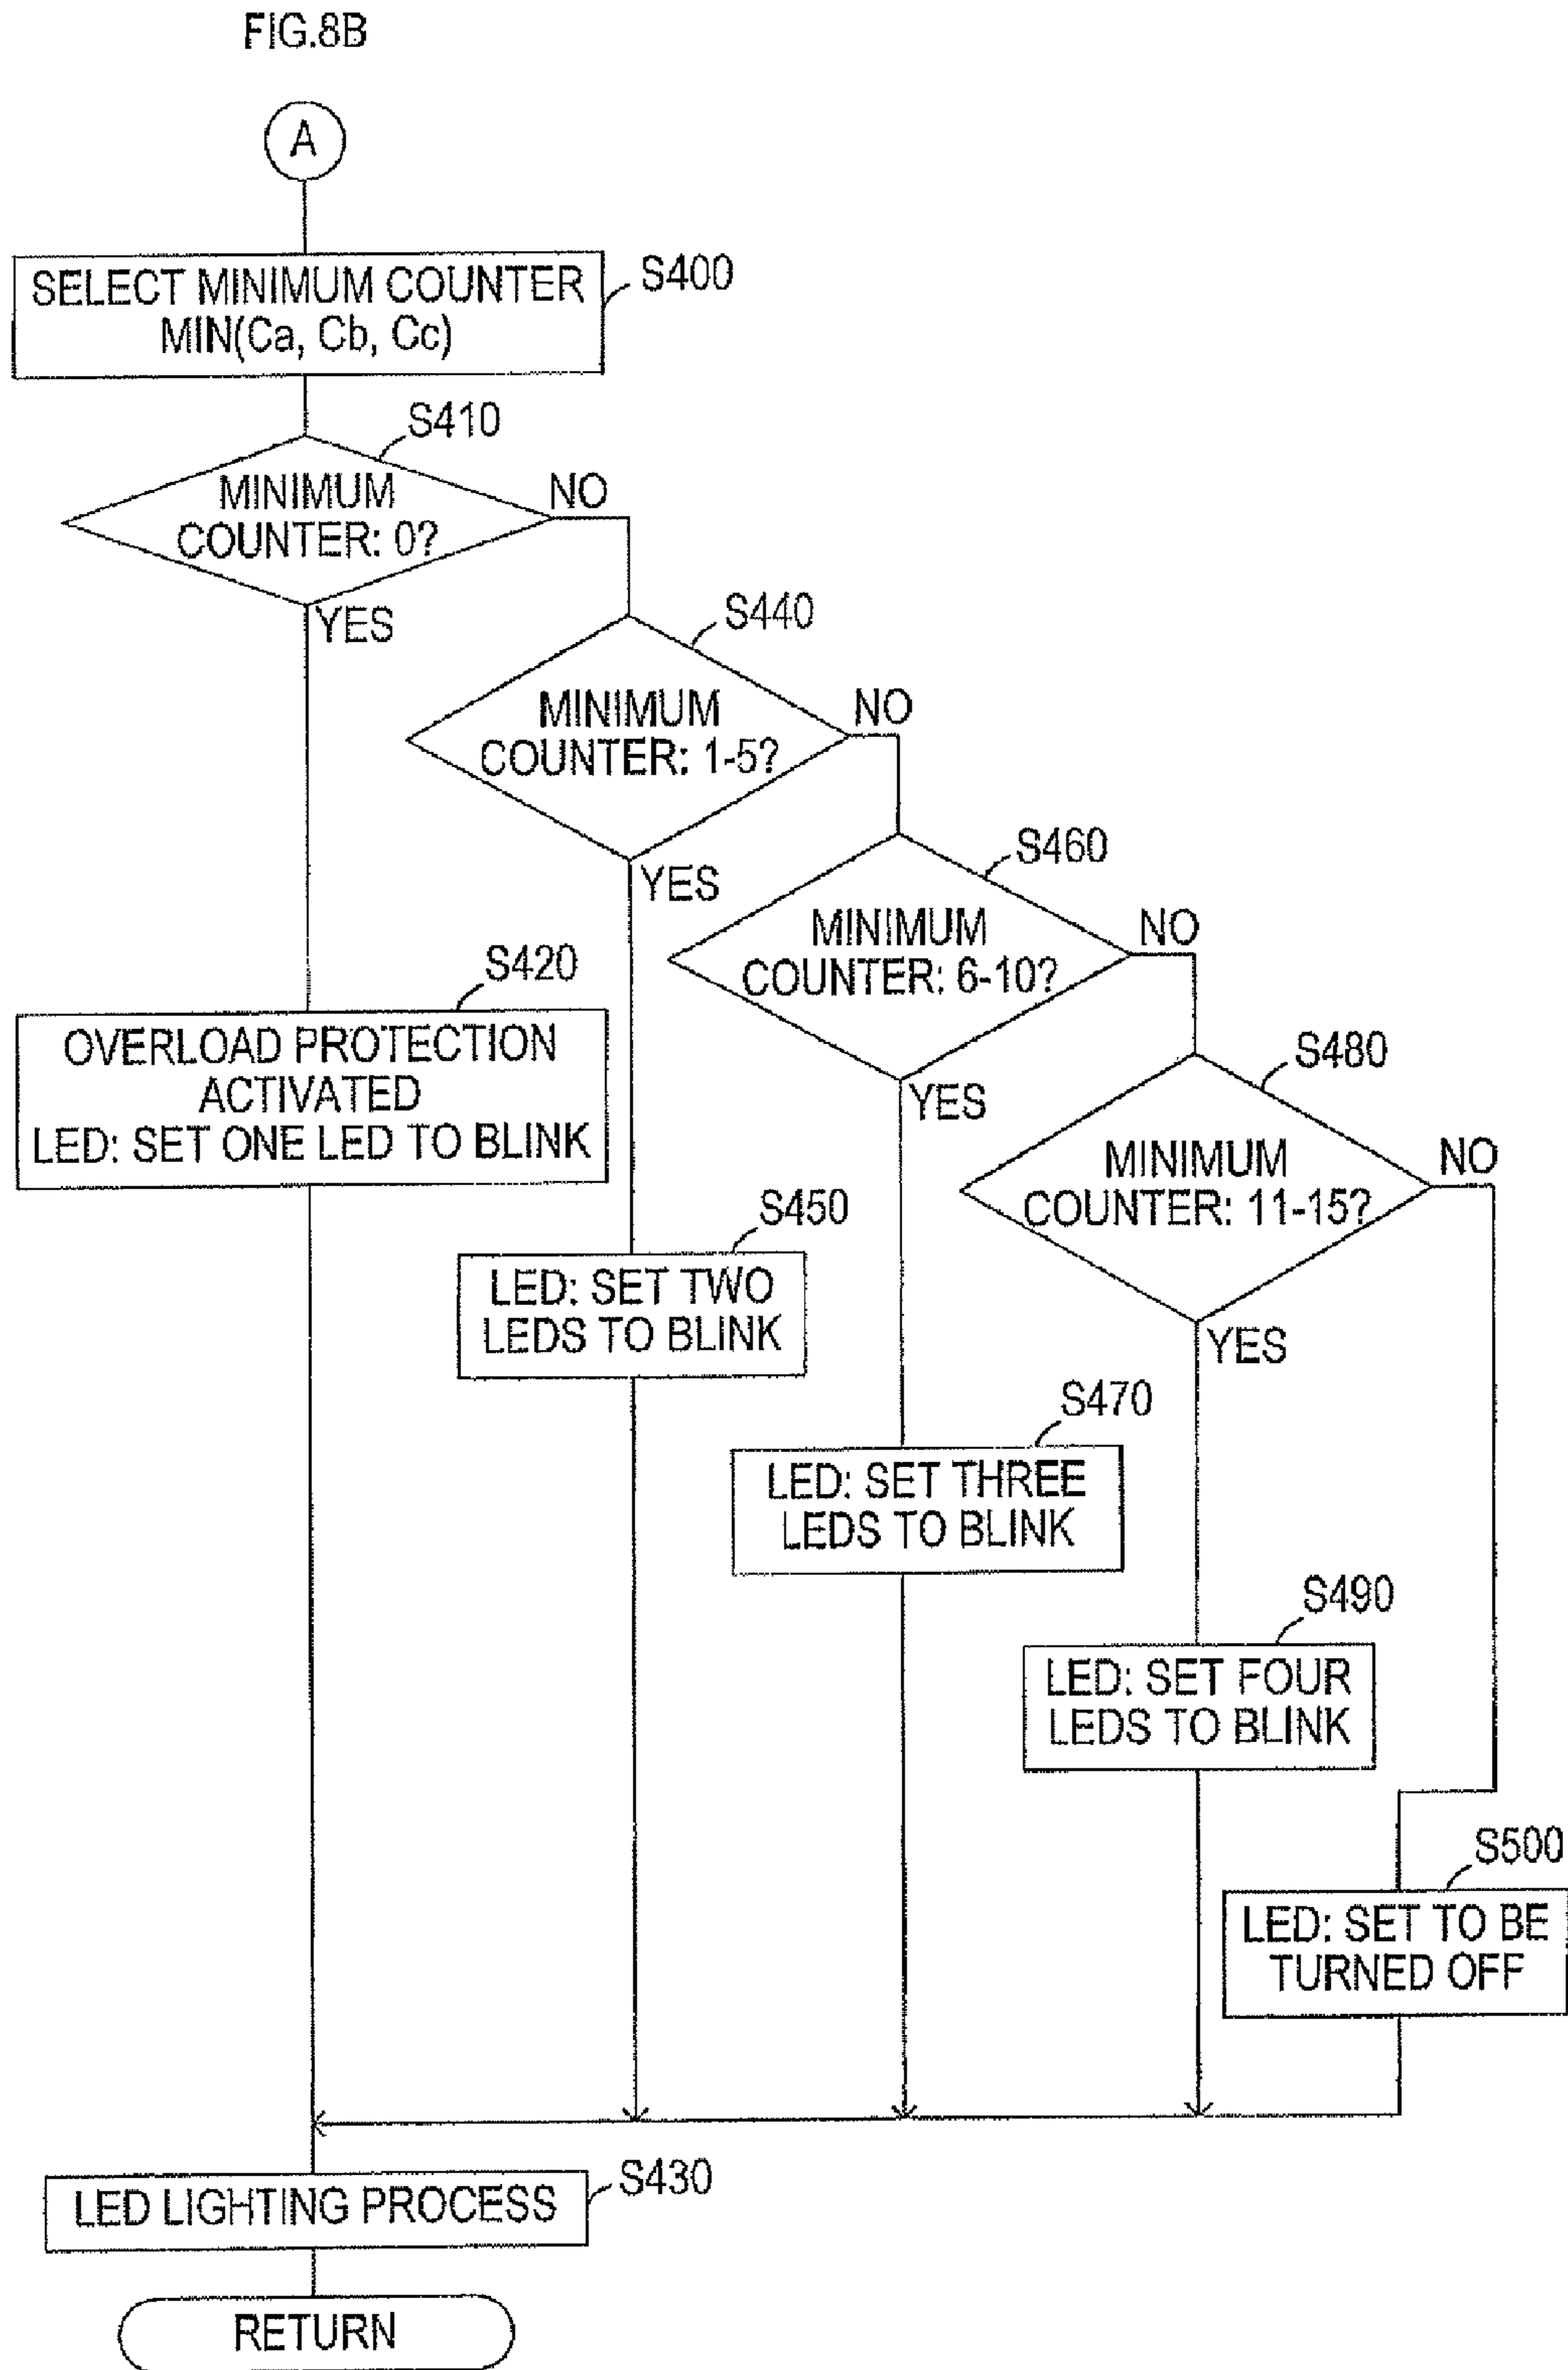 FIG.8B
A
SELECT MINIMUM COUNTER
MIN(Ca, Cb, Cc)
S400
S410
MINIMUM
COUNTER: 0?
NO
YES
S440
MINIMUM
COUNTER: 1-5?
NO
YES
S460
MINIMUM
COUNTER: 6-10?
NO
YES
S420
OVERLOAD PROTECTION
ACTIVATED
LED: SET ONE LED TO BLINK
S480
MINIMUM
COUNTER: 11-15?
NO
YES
S450
LED: SET TWO
LEDS TO BLINK
S470
LED: SET THREE
LEDS TO BLINK
S490
LED: SET FOUR
LEDS TO BLINK
S500
LED: SET TO BE
TURNED OFF
LED LIGHTING PROCESS
S430
RETURN